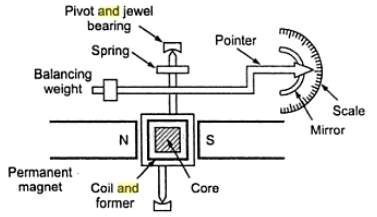 Pivot and jewel
bearing
Spring
Pointer
Balancing
weight
Scale
Mirror
N
S
Permanent
magnet
Coil and
former
Core